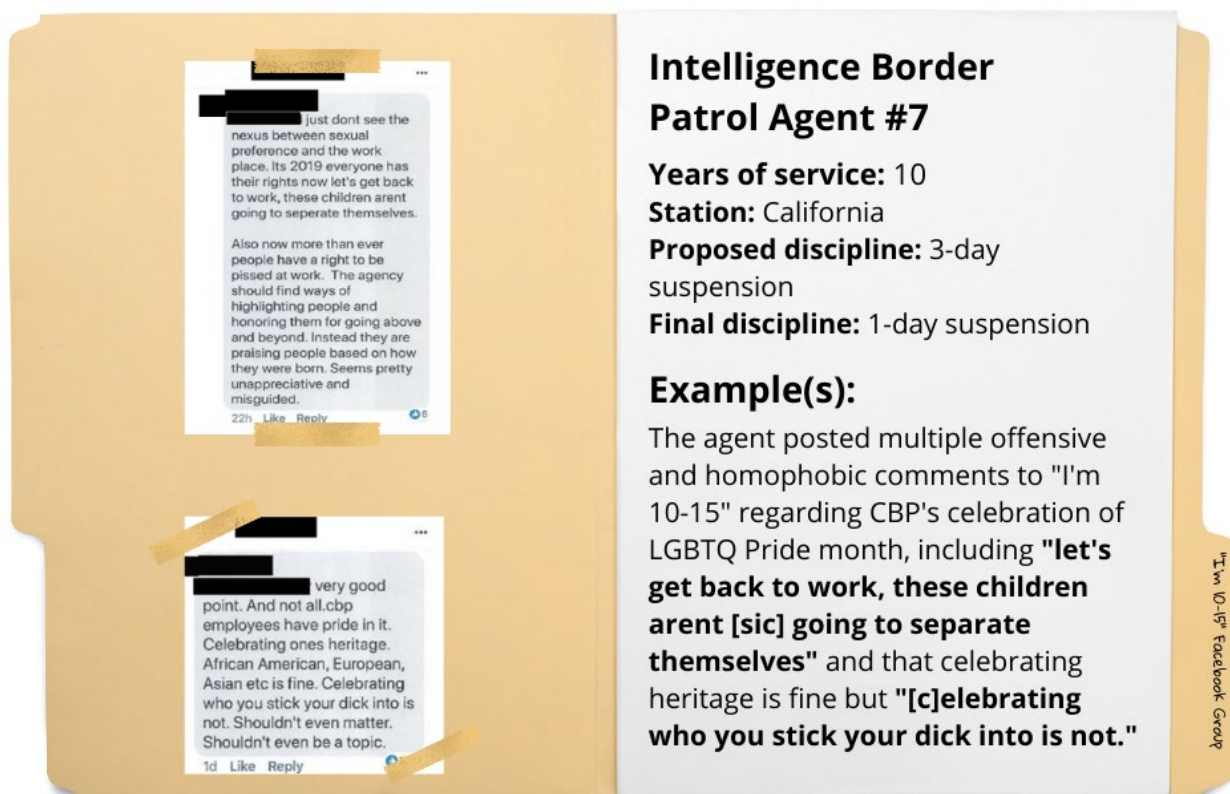 just dont see the
nexus between sexual
preference and the work
place. Its 2019 everyone has
their rights now let's get back
to work, these children arent
going to seperate themselves.
Also now more than ever
people have a right to be
pissed at work. The agency
should find ways of
highlighting people and
honoring them for going above
and beyond. Instead they are
praising people based on how
they were born. Seems pretty
unappreciative and
misguided.
22h Like Reply 6
very good
point. And not all.cbp
employees have pride in it.
Celebrating ones heritage.
African American, European,
Asian etc is fine. Celebrating
who you stick your dick into is
not. Shouldn't even matter.
Shouldn't even be a topic.
1d Like Reply
Intelligence Border
Patrol Agent #7
Years of service: 10
Station: California
Proposed discipline: 3-day
suspension
Final discipline: 1-day suspension
Example(s):
The agent posted multiple offensive
and homophobic comments to "I'm
10-15" regarding CBP's celebration of
LGBTQ Pride month, including "let's
get back to work, these children
arent [sic] going to separate
themselves" and that celebrating
heritage is fine but "[c]elebrating
who you stick your dick into is not."
"I'm 10-15" Facebook Group